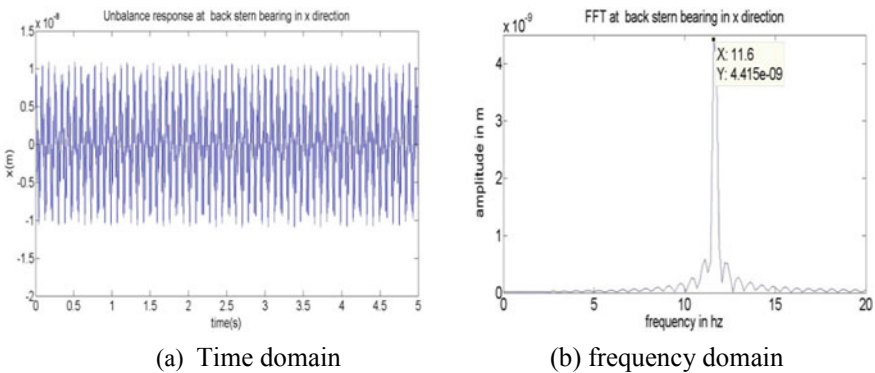 Unbalance response at back stern bearing in x direction
x 10⁻⁸
1.5
1
0.5
0
-0.5
-1
-1.5
-2
x(m)
0 0.5 1 1.5 2 2.5 3 3.5 4 4.5 5
time(s)
(a) Time domain
FFT at back stern bearing in x direction
x 10⁻⁹
4
3
2
1
0
amplitude in m
X: 11.6
Y: 4.415e-09
0 5 10 15 20
frequency in hz
(b) frequency domain